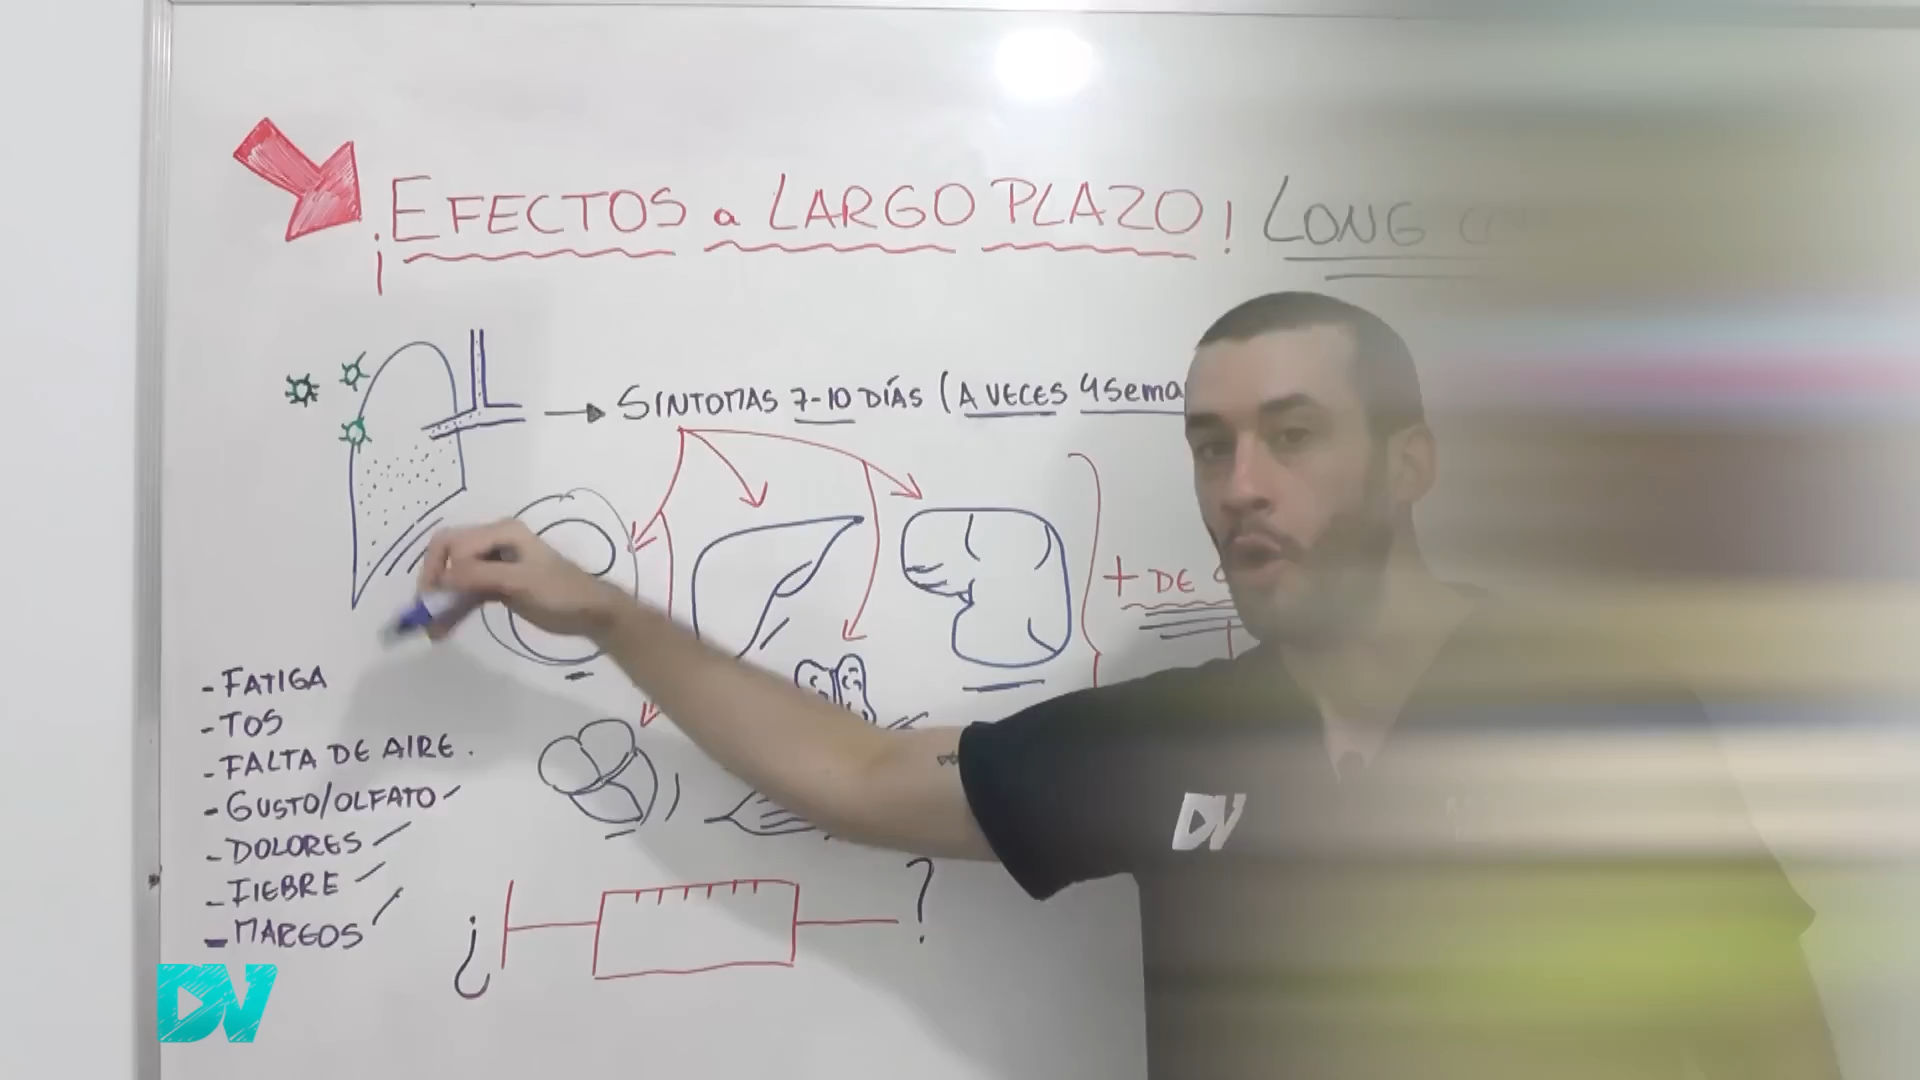 ¡EFECTOS a LARGO PLAZO! LONG
SINTOMAS 7-10 DÍAS (A VECES 4 Sema
+ DE
- FATIGA
- TOS
- FALTA DE AIRE.
- GUSTO/OLFATO
- DOLORES
- FIEBRE
- MAREOS
¿ ?
DV
DV